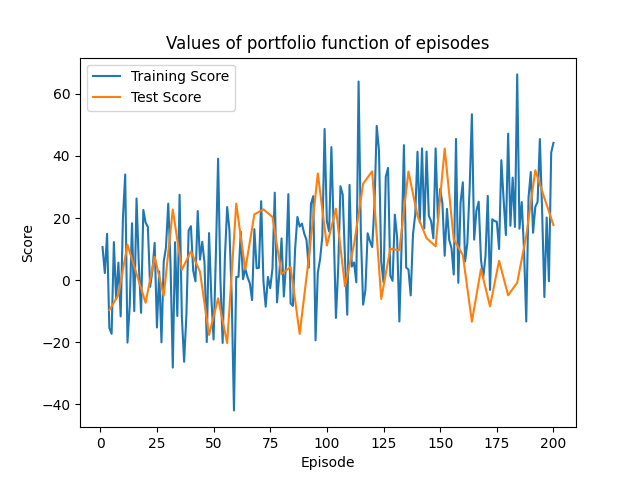 Values of portfolio function of episodes
Training Score
Test Score
60
40
20
0
−20
−40
Score
0 25 50 75 100 125 150 175 200
Episode